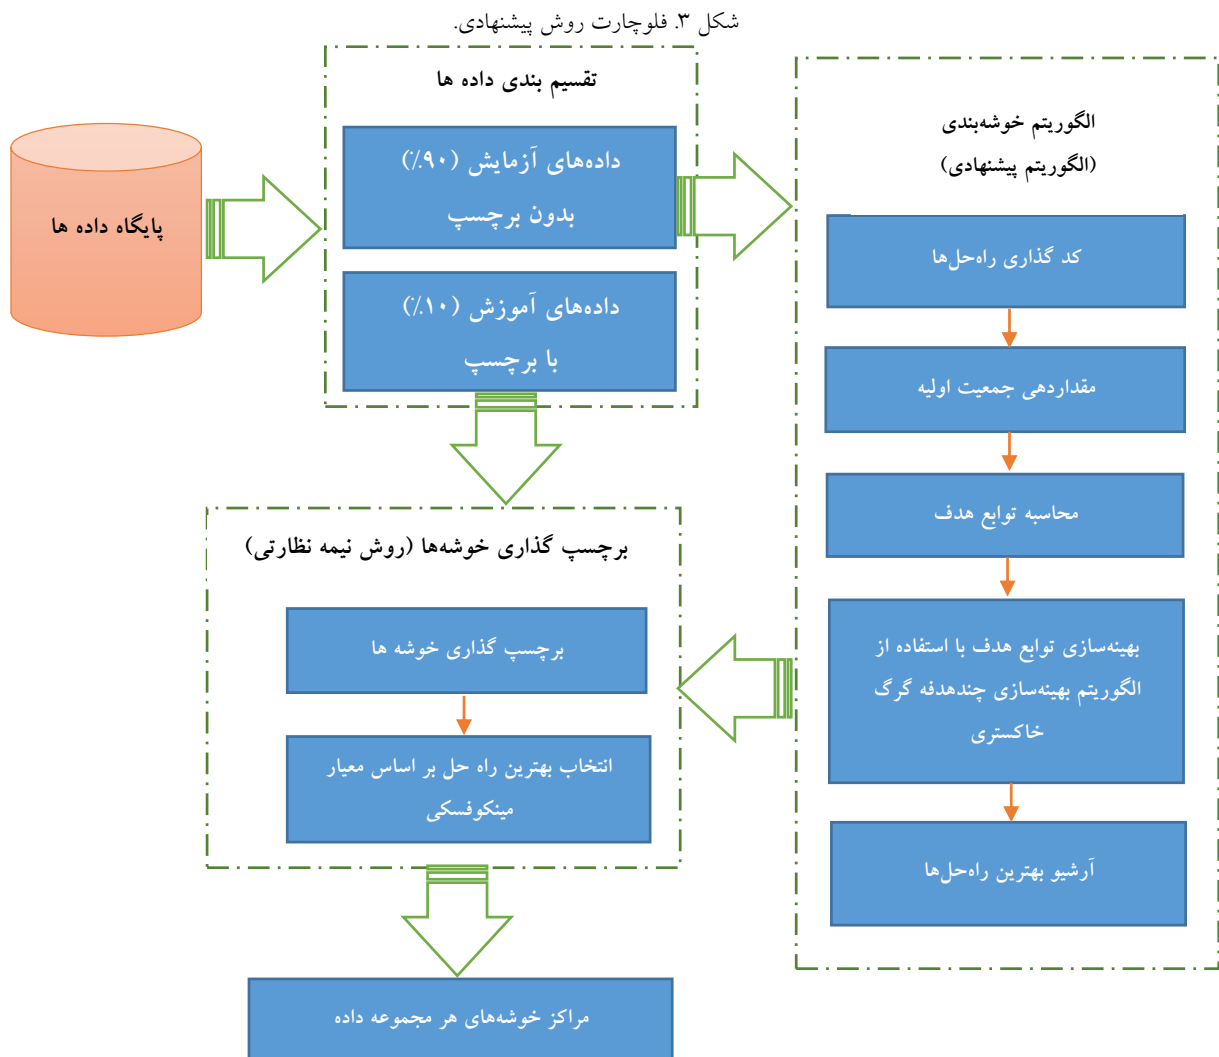 شکل ۳. فلوچارت روش پیشنهادی.
پایگاه داده ها
تقسیم بندی داده ها
داده‌های آزمایش (۹۰٪)
بدون برچسپ
داده‌های آموزش (۱۰٪)
با برچسپ
الگوریتم خوشه‌بندی
(الگوریتم پیشنهادی)
کد گذاری راه‌حل‌ها
مقداردهی جمعیت اولیه
محاسبه توابع هدف
بهینه‌سازی توابع هدف با استفاده از
الگوریتم بهینه‌سازی چندهدفه گرگ
خاکستری
آرشیو بهترین راه‌حل‌ها
برچسپ گذاری خوشه‌ها (روش نیمه نظارتی)
برچسپ گذاری خوشه ها
انتخاب بهترین راه حل بر اساس معیار
مینکوفسکی
مراکز خوشه‌های هر مجموعه داده